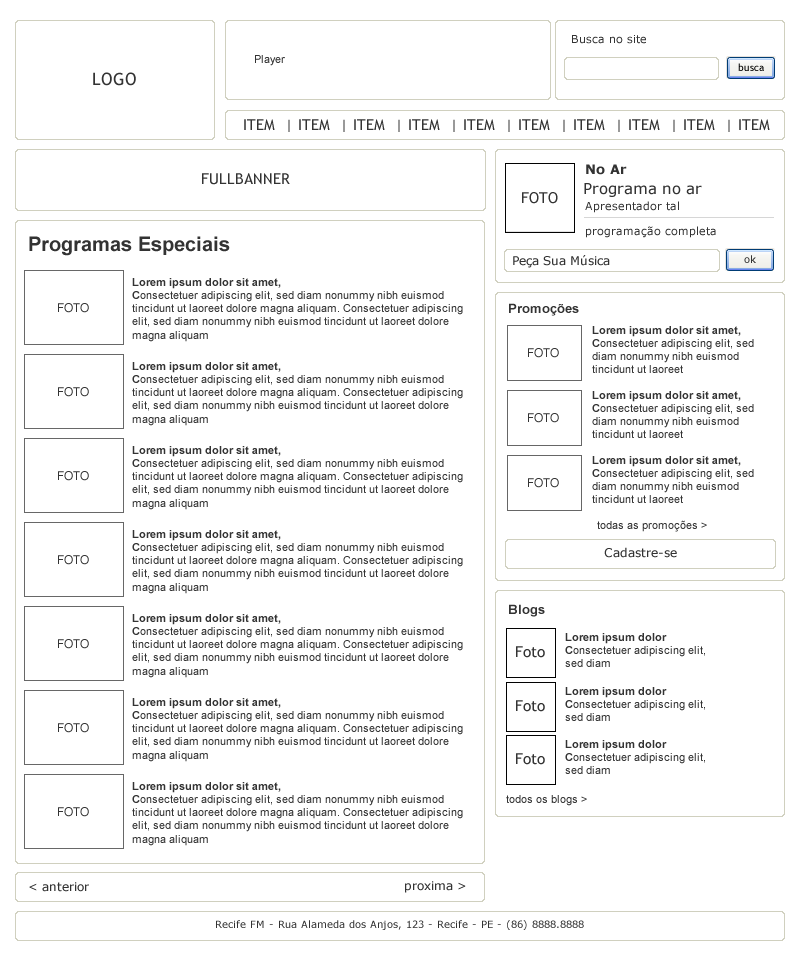 LOGO
Player
Busca no site
busca
ITEM | ITEM | ITEM | ITEM | ITEM | ITEM | ITEM | ITEM | ITEM | ITEM
FULLBANNER
Programas Especiais
FOTO
Lorem ipsum dolor sit amet,
Consectetuer adipiscing elit, sed diam nonummy nibh euismod
tincidunt ut laoreet dolore magna aliquam. Consectetuer adipiscing
elit, sed diam nonummy nibh euismod tincidunt ut laoreet dolore
magna aliquam
FOTO
Lorem ipsum dolor sit amet,
Consectetuer adipiscing elit, sed diam nonummy nibh euismod
tincidunt ut laoreet dolore magna aliquam. Consectetuer adipiscing
elit, sed diam nonummy nibh euismod tincidunt ut laoreet dolore
magna aliquam
FOTO
Lorem ipsum dolor sit amet,
Consectetuer adipiscing elit, sed diam nonummy nibh euismod
tincidunt ut laoreet dolore magna aliquam. Consectetuer adipiscing
elit, sed diam nonummy nibh euismod tincidunt ut laoreet dolore
magna aliquam
FOTO
Lorem ipsum dolor sit amet,
Consectetuer adipiscing elit, sed diam nonummy nibh euismod
tincidunt ut laoreet dolore magna aliquam. Consectetuer adipiscing
elit, sed diam nonummy nibh euismod tincidunt ut laoreet dolore
magna aliquam
FOTO
Lorem ipsum dolor sit amet,
Consectetuer adipiscing elit, sed diam nonummy nibh euismod
tincidunt ut laoreet dolore magna aliquam. Consectetuer adipiscing
elit, sed diam nonummy nibh euismod tincidunt ut laoreet dolore
magna aliquam
FOTO
Lorem ipsum dolor sit amet,
Consectetuer adipiscing elit, sed diam nonummy nibh euismod
tincidunt ut laoreet dolore magna aliquam. Consectetuer adipiscing
elit, sed diam nonummy nibh euismod tincidunt ut laoreet dolore
magna aliquam
FOTO
Lorem ipsum dolor sit amet,
Consectetuer adipiscing elit, sed diam nonummy nibh euismod
tincidunt ut laoreet dolore magna aliquam. Consectetuer adipiscing
elit, sed diam nonummy nibh euismod tincidunt ut laoreet dolore
magna aliquam
< anterior
proxima >
FOTO
No Ar
Programa no ar
Apresentador tal
programação completa
Peça Sua Música
ok
Promoções
FOTO
Lorem ipsum dolor sit amet,
Consectetuer adipiscing elit, sed
diam nonummy nibh euismod
tincidunt ut laoreet
FOTO
Lorem ipsum dolor sit amet,
Consectetuer adipiscing elit, sed
diam nonummy nibh euismod
tincidunt ut laoreet
FOTO
Lorem ipsum dolor sit amet,
Consectetuer adipiscing elit, sed
diam nonummy nibh euismod
tincidunt ut laoreet
todas as promoções >
Cadastre-se
Blogs
Foto
Lorem ipsum dolor
Consectetuer adipiscing elit,
sed diam
Foto
Lorem ipsum dolor
Consectetuer adipiscing elit,
sed diam
Foto
Lorem ipsum dolor
Consectetuer adipiscing elit,
sed diam
todos os blogs >
Recife FM - Rua Alameda dos Anjos, 123 - Recife - PE - (86) 8888.8888